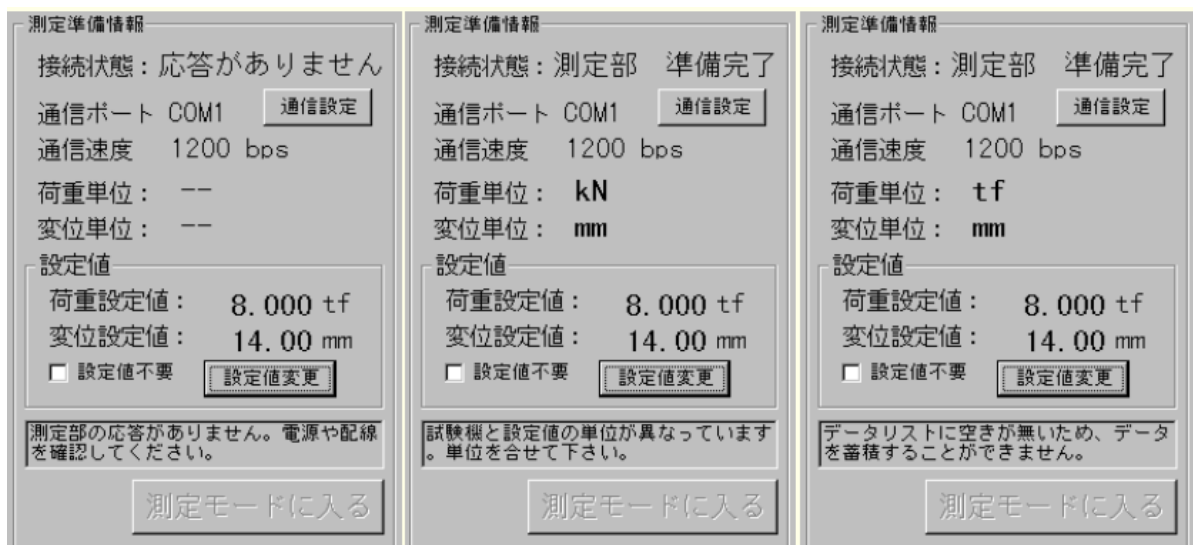 測定準備情報
接続状態：応答がありません
通信ポート COM1 通信設定
通信速度 1200 bps
荷重単位： --
変位単位： --
設定値
荷重設定値： 8.000 tf
変位設定値： 14.00 mm
設定値不要 設定値変更
測定部の応答がありません。電源や配線
を確認してください。
測定モードに入る
測定準備情報
接続状態：測定部 準備完了
通信ポート COM1 通信設定
通信速度 1200 bps
荷重単位： kN
変位単位： mm
設定値
荷重設定値： 8.000 tf
変位設定値： 14.00 mm
設定値不要 設定値変更
試験機と設定値の単位が異なっています
。単位を合せて下さい。
測定モードに入る
測定準備情報
接続状態：測定部 準備完了
通信ポート COM1 通信設定
通信速度 1200 bps
荷重単位： tf
変位単位： mm
設定値
荷重設定値： 8.000 tf
変位設定値： 14.00 mm
設定値不要 設定値変更
データリストに空きが無いため、データ
を蓄積することができません。
測定モードに入る